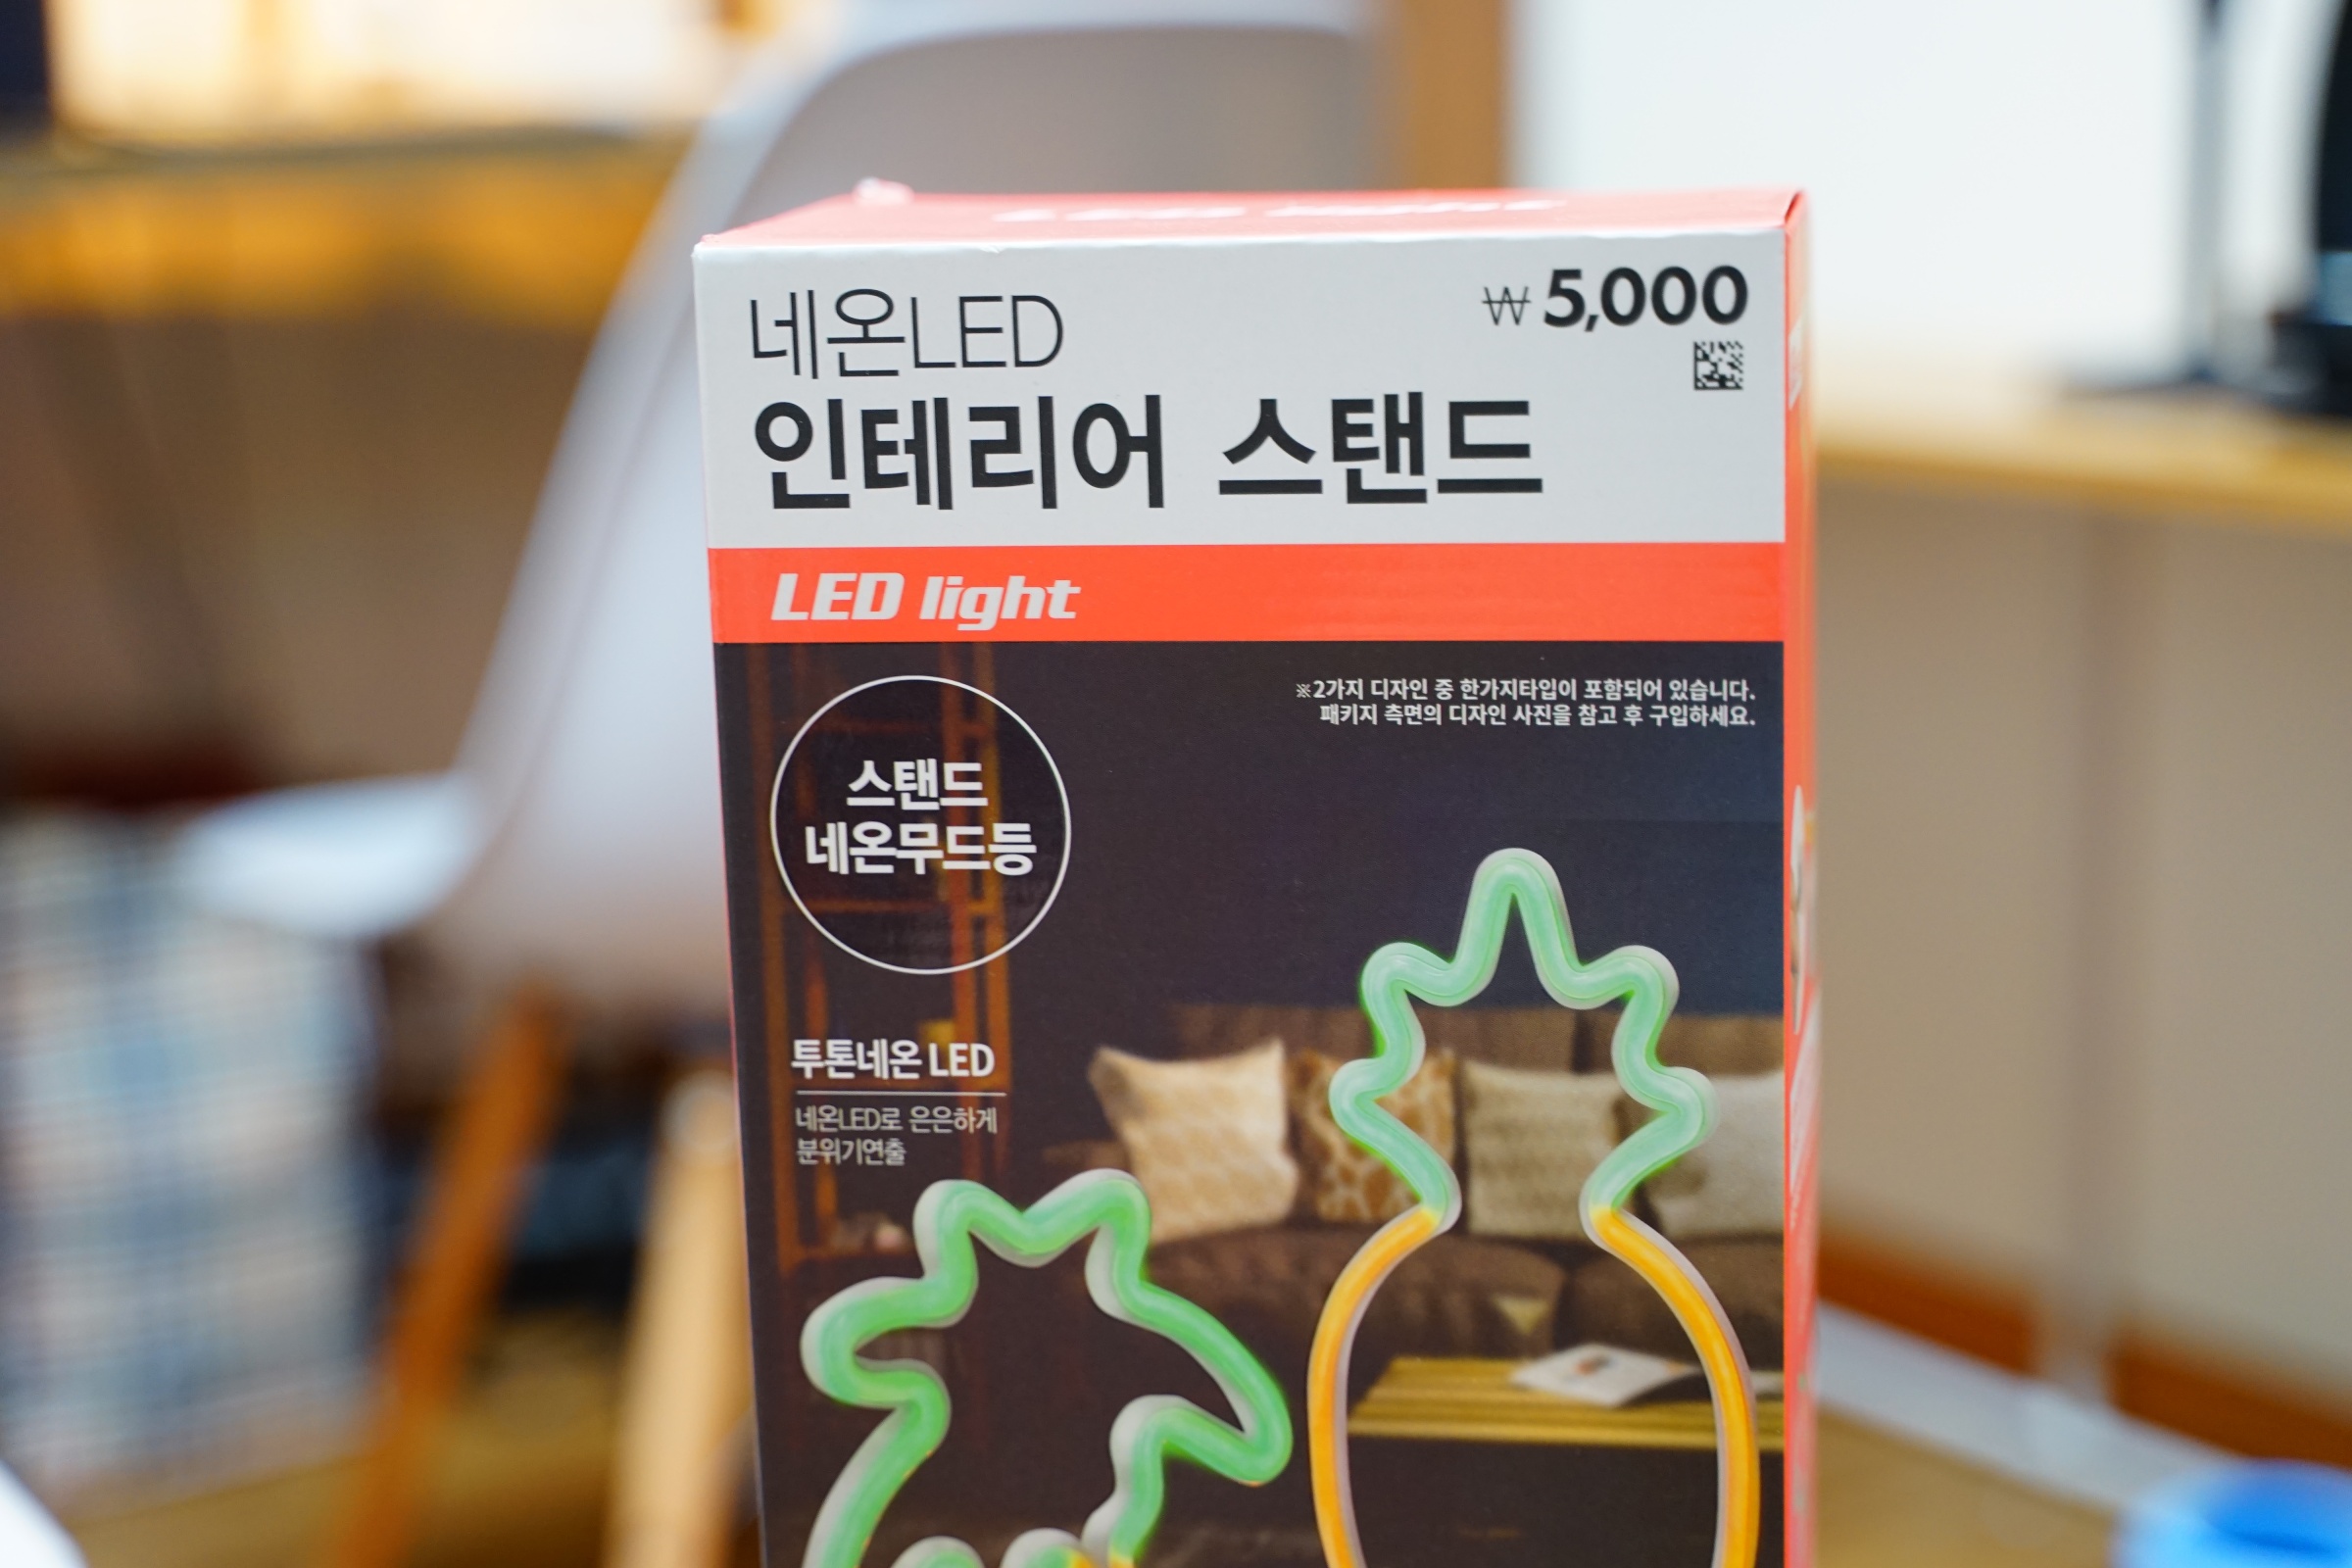 네온LED
₩5,000
인테리어 스탠드
LED light
※2가지 디자인 중 한가지타입이 포함되어 있습니다.
패키지 측면의 디자인 사진을 참고 후 구입하세요.
스탠드
네온무드등
투톤네온 LED
네온LED로 은은하게
분위기연출